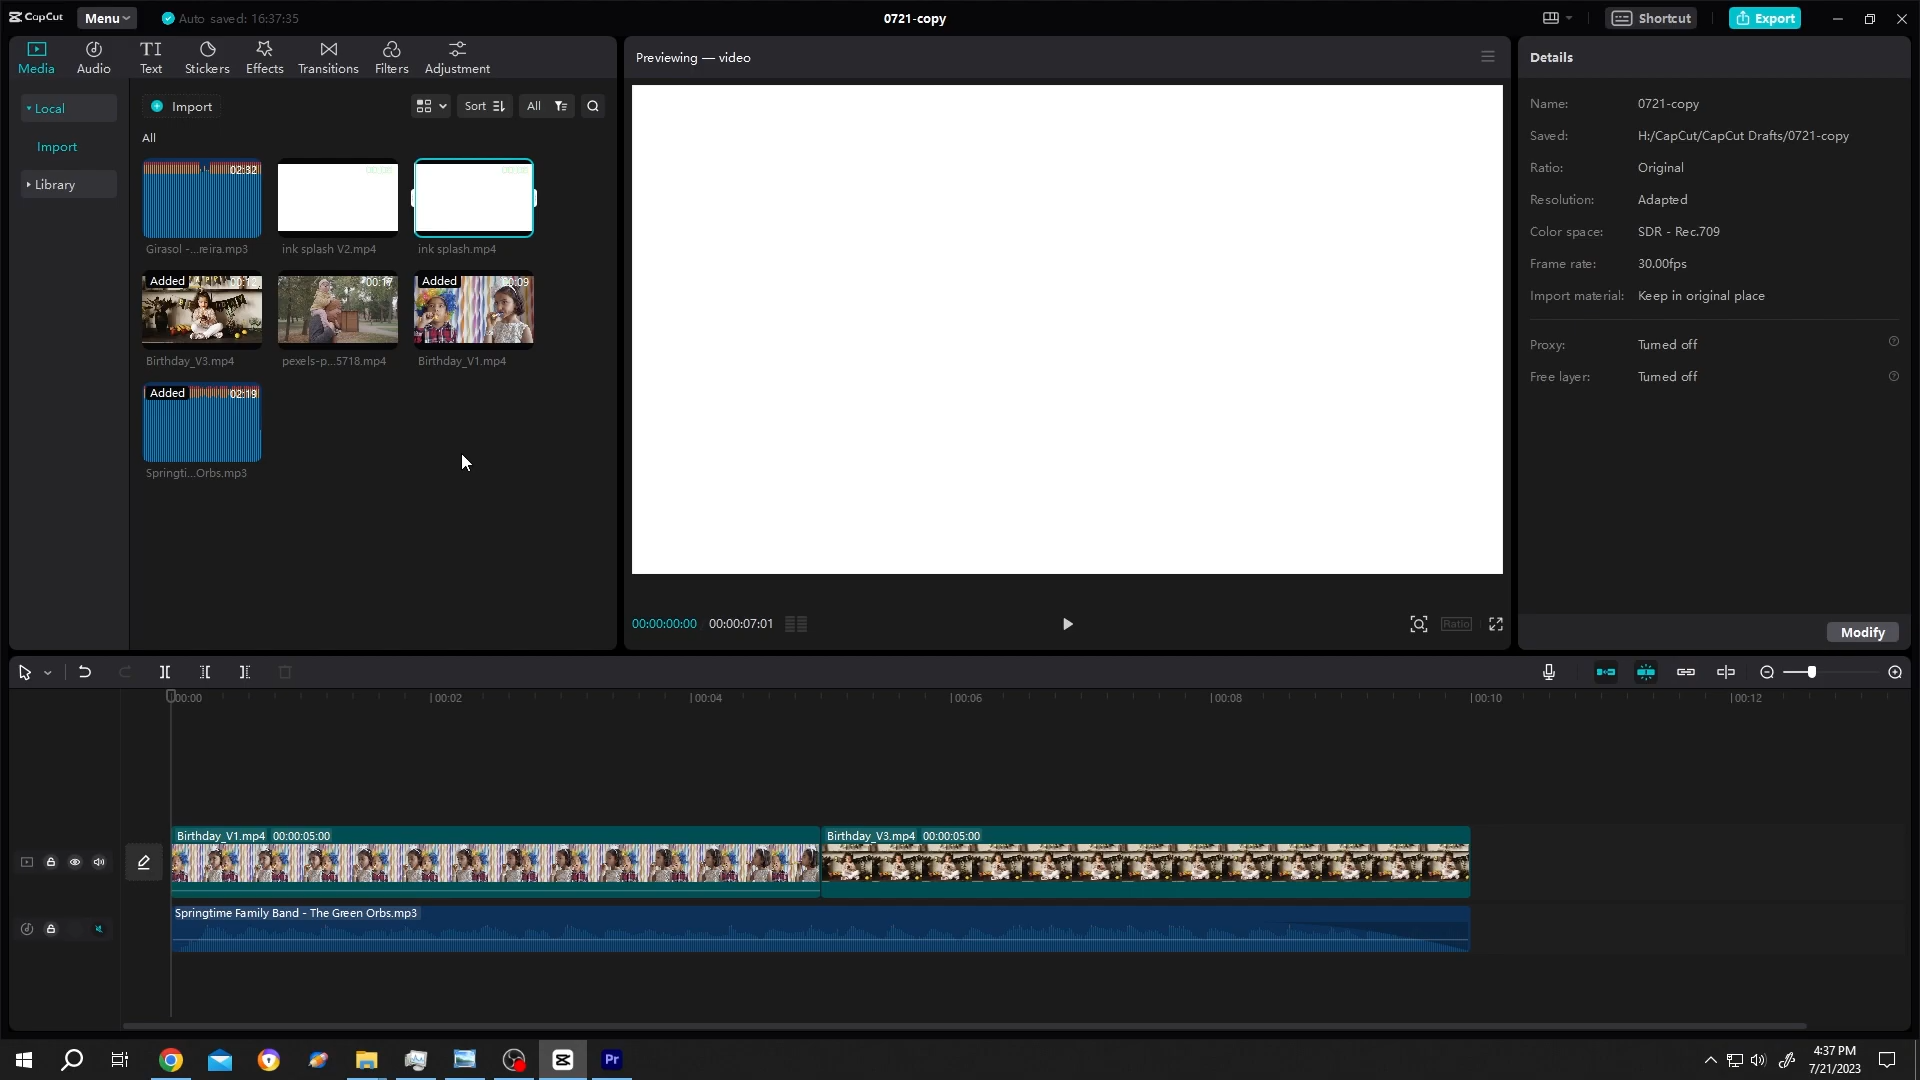 CapCut
Menu
Auto saved: 16:37:35
0721-copy
Shortcut
Export
Media
Audio
TI
Text
Stickers
Effects
Transitions
Filters
Adjustment
Local
Import
Library
Import
Sort
All
All
02:32
Girasol -...reira.mp3
ink splash V2.mp4
ink splash.mp4
Added
Birthday_V3.mp4
00:17
pexels-p...5718.mp4
Added
00:09
Birthday_V1.mp4
Added
02:19
Springti...Orbs.mp3
Previewing — video
00:00:00:00
00:00:07:01
Ratio
Details
Name: 0721-copy
Saved: H:/CapCut/CapCut Drafts/0721-copy
Ratio: Original
Resolution: Adapted
Color space: SDR - Rec.709
Frame rate: 30.00fps
Import material: Keep in original place
Proxy: Turned off
Free layer: Turned off
Modify
00:00
00:02
00:04
00:06
00:08
00:10
00:12
Birthday_V1.mp4 00:00:05:00
Birthday_V3.mp4 00:00:05:00
Springtime Family Band - The Green Orbs.mp3
Pr
4:37 PM
7/21/2023